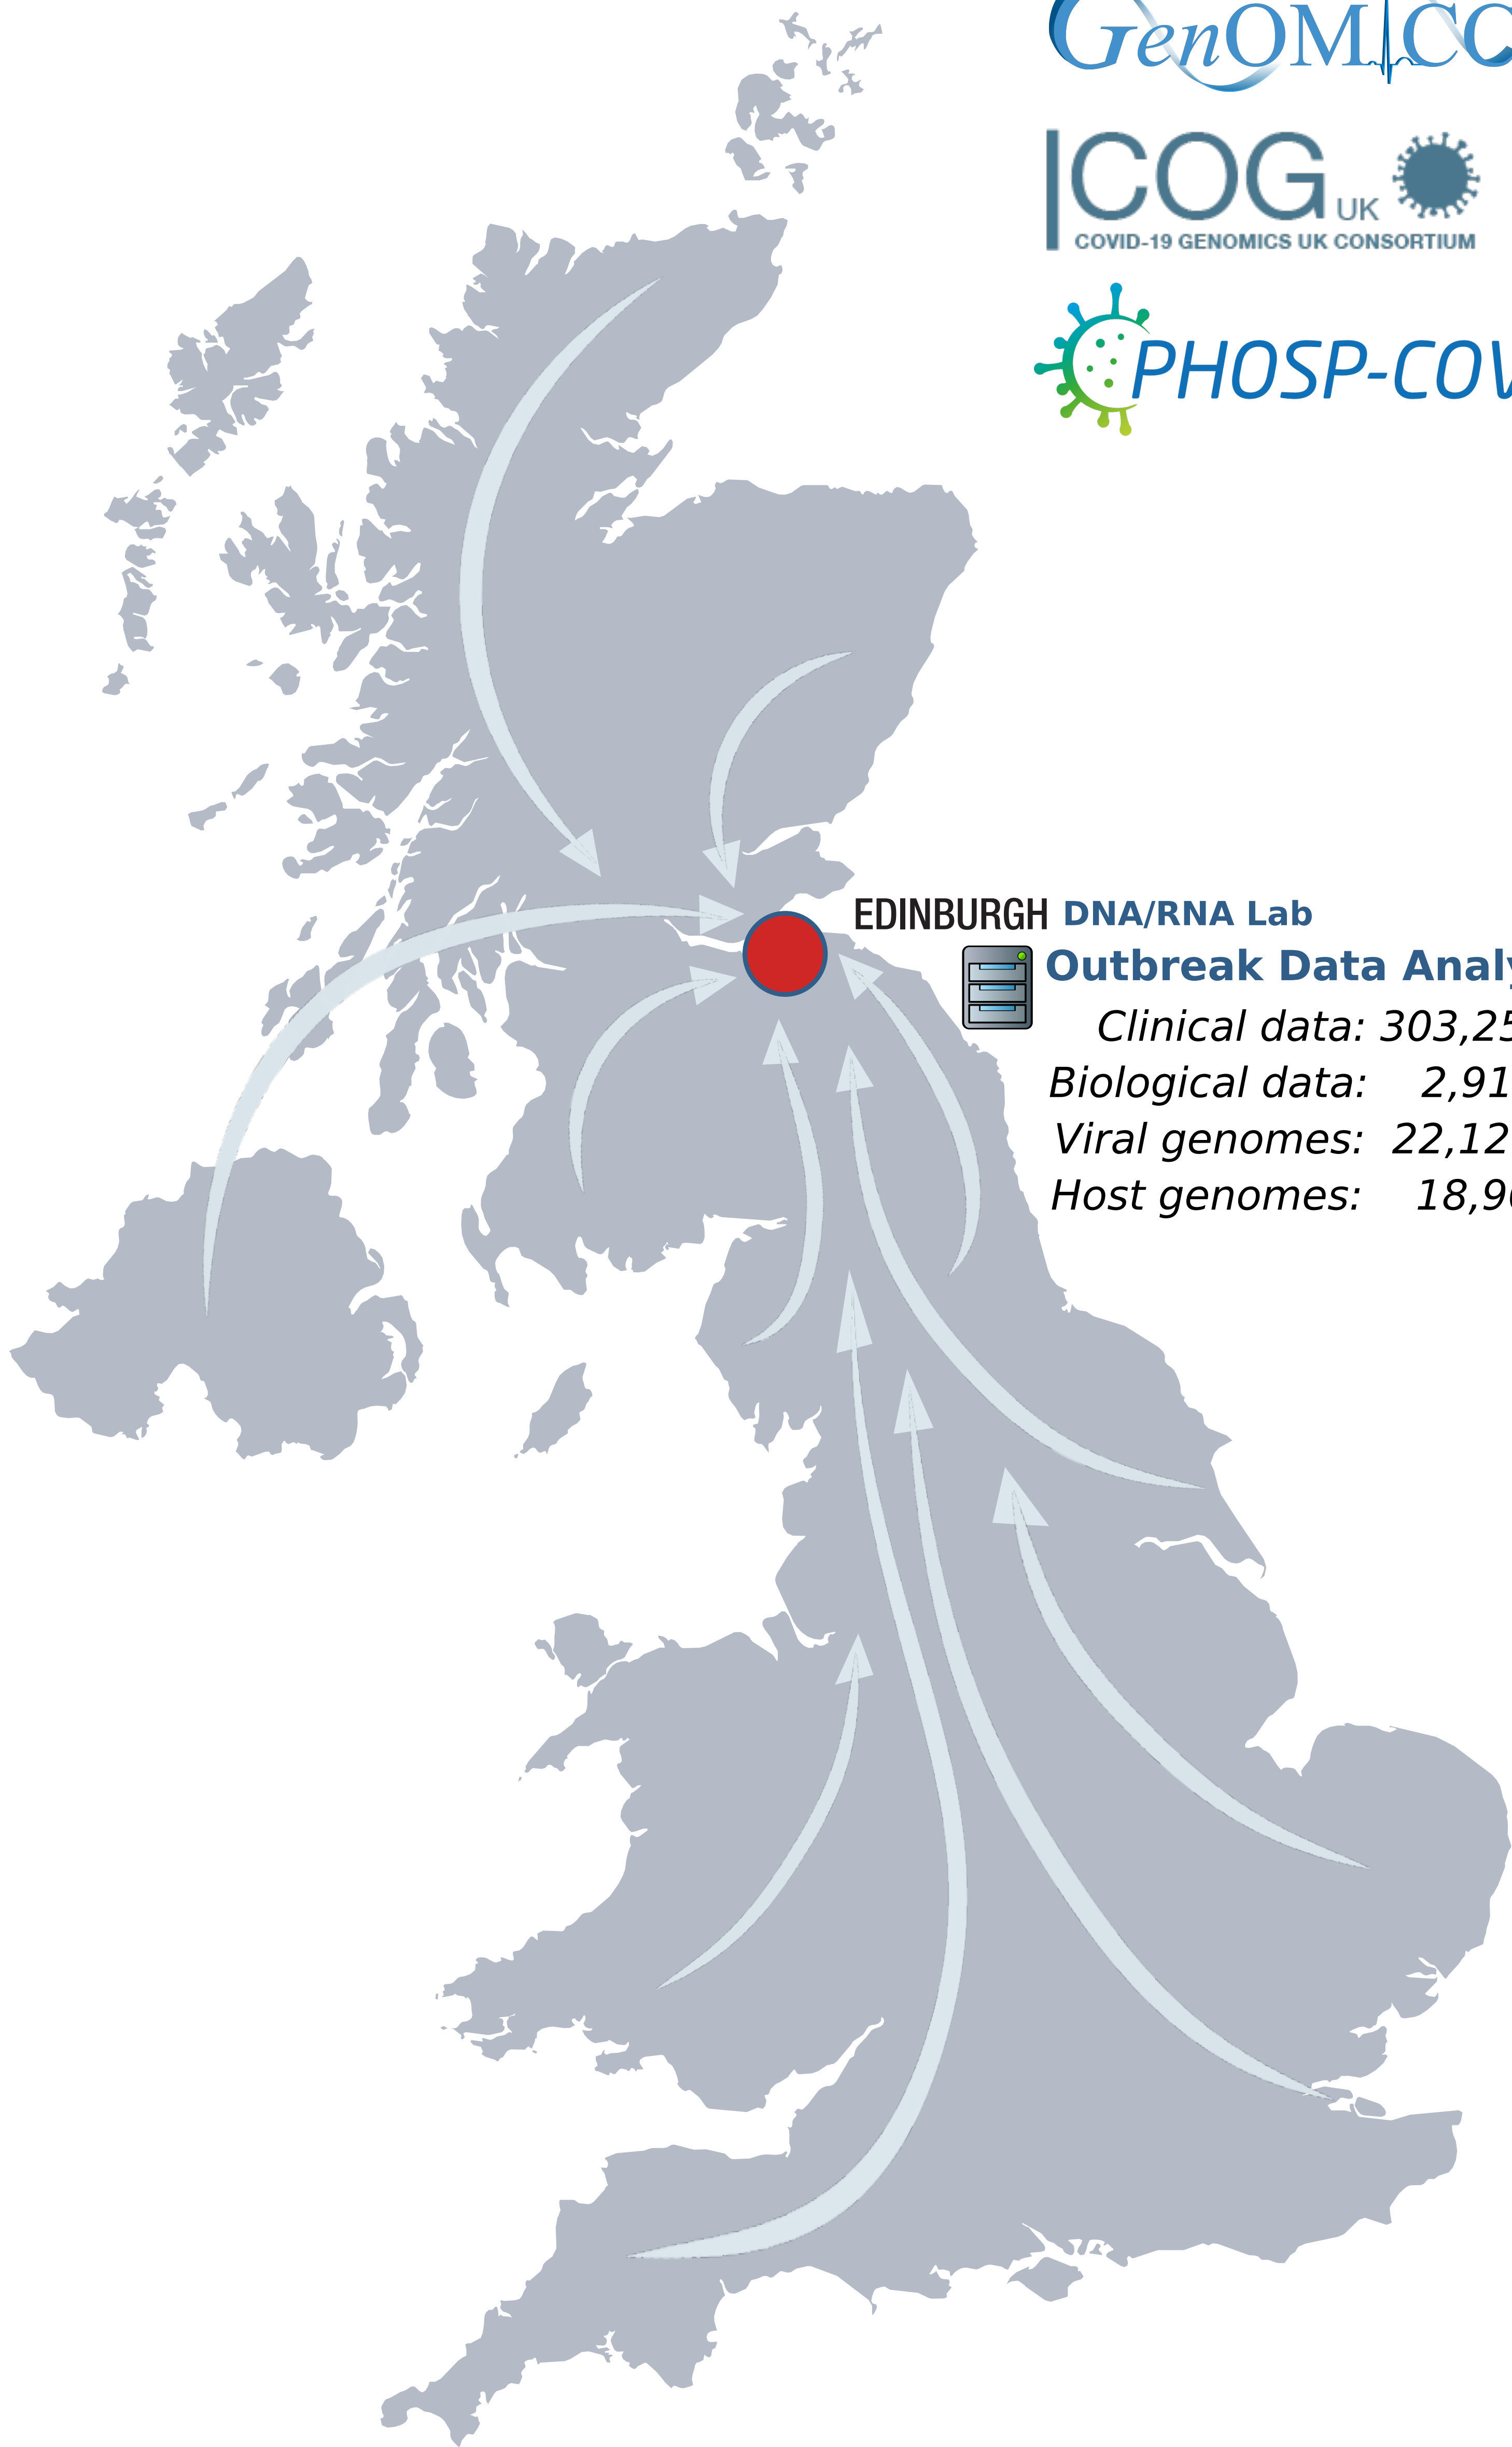 GenOMICC
COG UK
COVID-19 GENOMICS UK CONSORTIUM
PHOSP-COV
EDINBURGH DNA/RNA Lab
Outbreak Data Analy
Clinical data: 303,25
Biological data: 2,91
Viral genomes: 22,12
Host genomes: 18,9